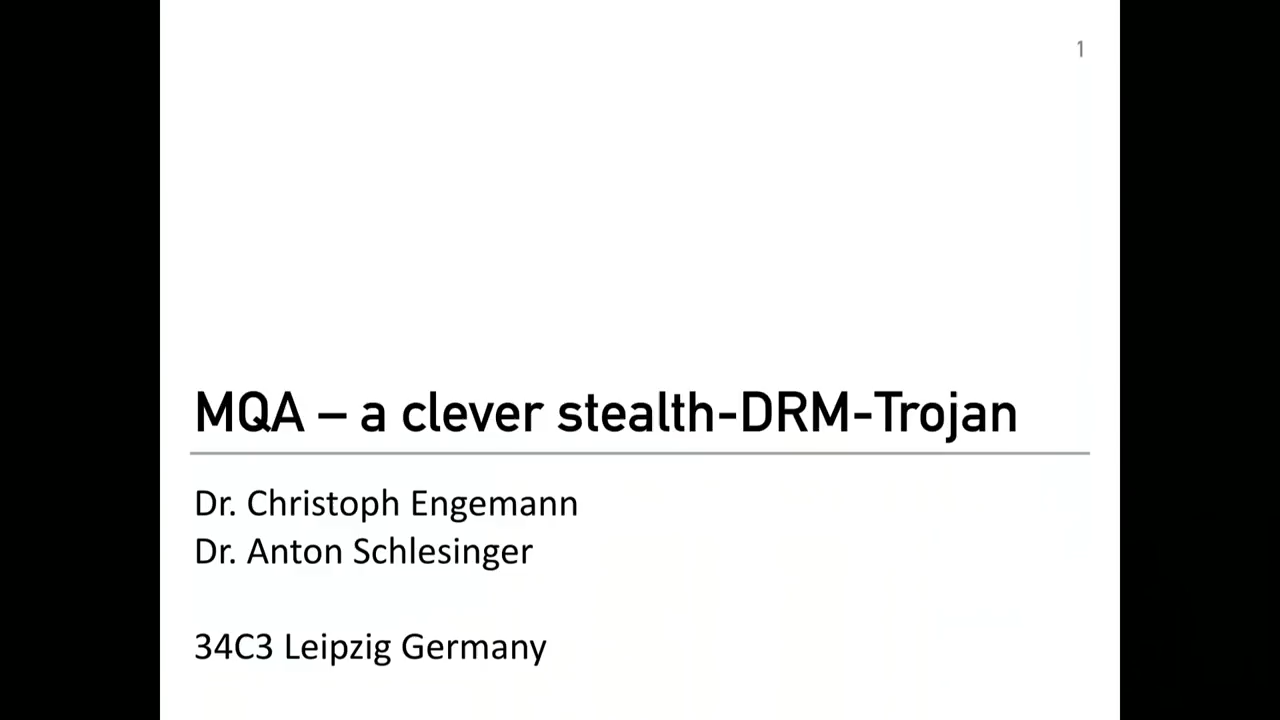 1
MQA – a clever stealth-DRM-Trojan
Dr. Christoph Engemann
Dr. Anton Schlesinger
34C3 Leipzig Germany